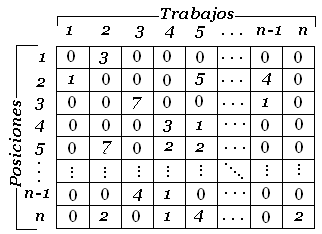 Trabajos
1 2 3 4 5 ... n-1 n
Posiciones
1 0 3 0 0 0 ... 0 0
2 1 0 0 0 5 ... 4 0
3 0 0 7 0 0 ... 1 0
4 0 0 0 3 1 ... 0 0
5 0 7 0 2 2 ... 0 0
⋮ ⋮ ⋮ ⋮ ⋮ ⋮ ⋱ ⋮ ⋮
n-1 0 0 4 1 0 ... 0 0
n 0 2 0 1 4 ... 0 2